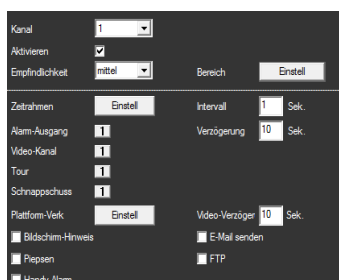 Kanal 1
Aktivieren
Empfindlichkeit mittel Bereich Einstell
Zeitrahmen Einstell Intervall 1 Sek.
Alarm-Ausgang 1 Verzögerung 10 Sek.
Video-Kanal 1
Tour 1
Schnappschuss 1
Plattform-Verk Einstell Video-Verzöger 10 Sek.
Bildschirm-Hinweis E-Mail senden
Piepsen FTP
Handy-Alarm